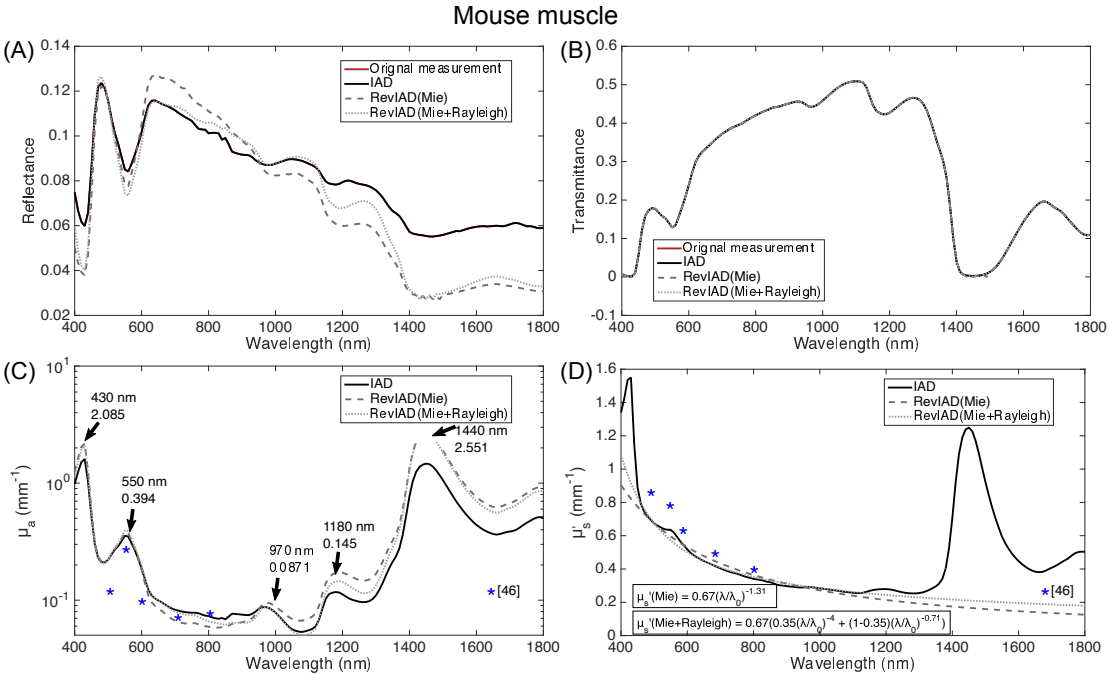 Mouse muscle
(A)
0.14
0.12
0.1
0.08
0.06
0.04
0.02
Reflectance
400 600 800 1000 1200 1400 1600 1800
Wavelength (nm)
Orignal measurement
IAD
RevIAD(Mie)
RevIAD(Mie+Rayleigh)
(B)
0.6
0.5
0.4
0.3
0.2
0.1
0
-0.1
Transmittance
400 600 800 1000 1200 1400 1600 1800
Wavelength (nm)
Orignal measurement
IAD
RevIAD(Mie)
RevIAD(Mie+Rayleigh)
(C)
10^1
10^0
10^-1
μa (mm^-1)
400 600 800 1000 1200 1400 1600 1800
Wavelength (nm)
IAD
RevIAD(Mie)
RevIAD(Mie+Rayleigh)
430 nm
2.085
550 nm
0.394
970 nm
0.0871
1180 nm
0.145
1440 nm
2.551
*[46]
(D)
1.6
1.4
1.2
1
0.8
0.6
0.4
0.2
0
μs' (mm^-1)
400 600 800 1000 1200 1400 1600 1800
Wavelength (nm)
IAD
RevIAD(Mie)
RevIAD(Mie+Rayleigh)
*[46]
μs'(Mie) = 0.67(λ/λ0)^-1.31
μs'(Mie+Rayleigh) = 0.67(0.35(λ/λ0)^-4 + (1-0.35)(λ/λ0)^-0.71)